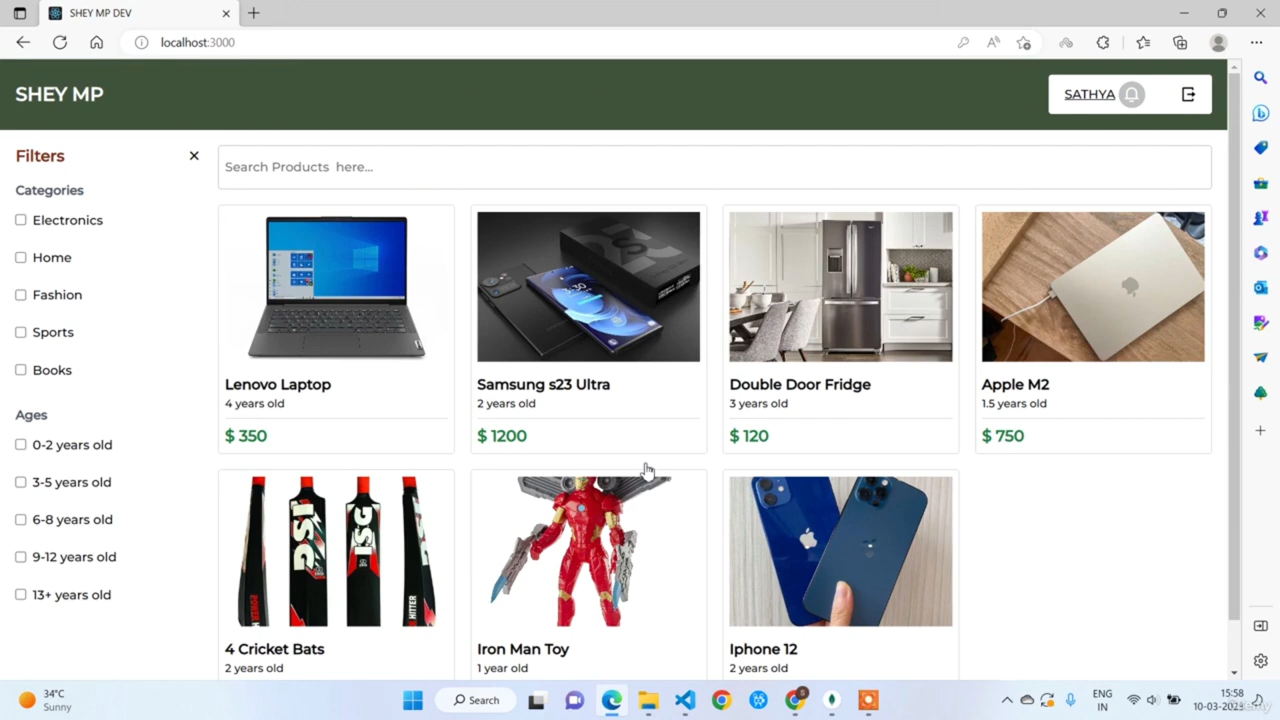 SHEY MP DEV
localhost:3000
SHEY MP
SATHYA
Filters
Search Products here...
Categories
Electronics
Home
Fashion
Sports
Books
Ages
0-2 years old
3-5 years old
6-8 years old
9-12 years old
13+ years old
Lenovo Laptop
4 years old
$ 350
Samsung s23 Ultra
2 years old
$ 1200
Double Door Fridge
3 years old
$ 120
Apple M2
1.5 years old
$ 750
4 Cricket Bats
2 years old
Iron Man Toy
1 year old
Iphone 12
2 years old
34°C
Sunny
Search
ENG
IN
15:58
10-03-2023